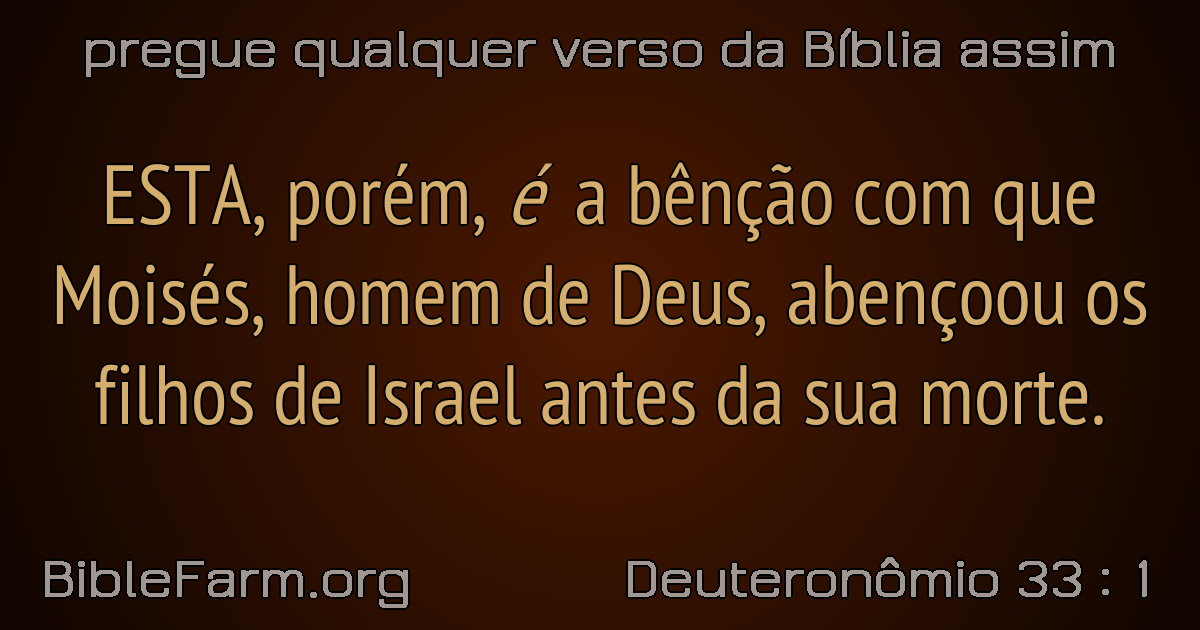 pregue qualquer verso da Bíblia assim
ESTA, porém, é a bênção com que
Moisés, homem de Deus, abençoou os
filhos de Israel antes da sua morte.
BibleFarm.org
Deuteronômio 33 : 1